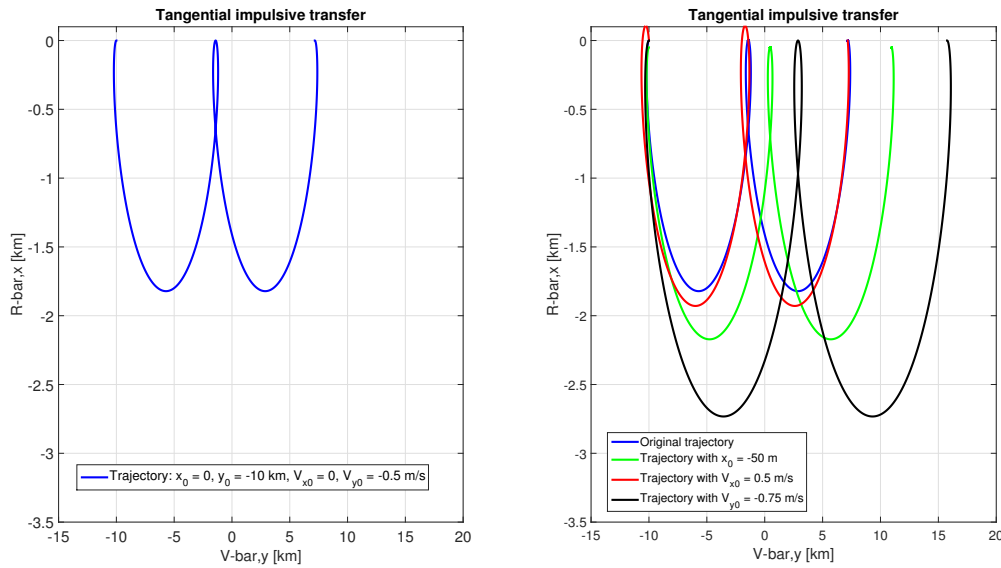 Tangential impulsive transfer
0
-0.5
-1
-1.5
-2
-2.5
-3
-3.5
R-bar,x [km]
Trajectory: x0 = 0, y0 = -10 km, Vx0 = 0, Vy0 = -0.5 m/s
-15 -10 -5 0 5 10 15 20
V-bar,y [km]
Tangential impulsive transfer
0
-0.5
-1
-1.5
-2
-2.5
-3
-3.5
R-bar,x [km]
Original trajectory
Trajectory with x0 = -50 m
Trajectory with Vx0 = 0.5 m/s
Trajectory with Vy0 = -0.75 m/s
-15 -10 -5 0 5 10 15 20
V-bar,y [km]